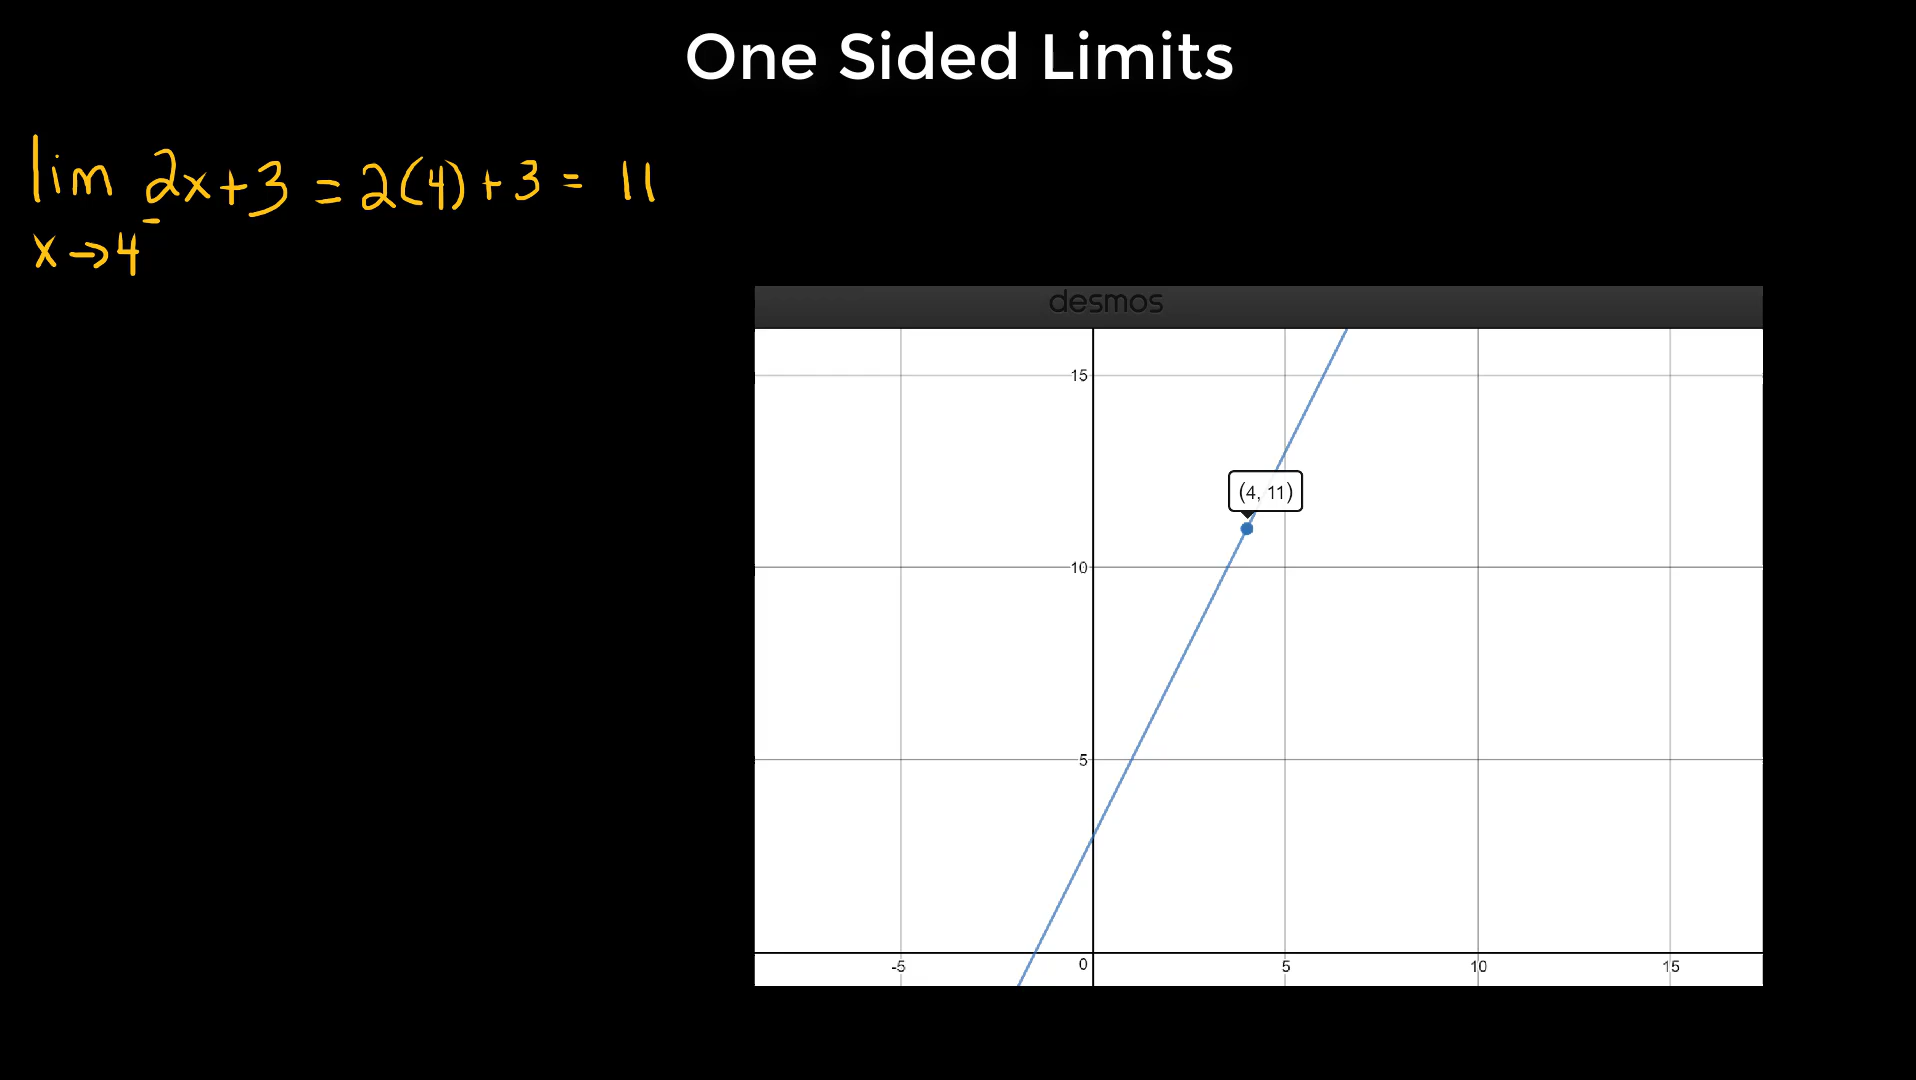 One Sided Limits
lim 2x+3 = 2(4)+3 = 11
x→4⁻
desmos
15
(4, 11)
10
5
-5 0 5 10 15